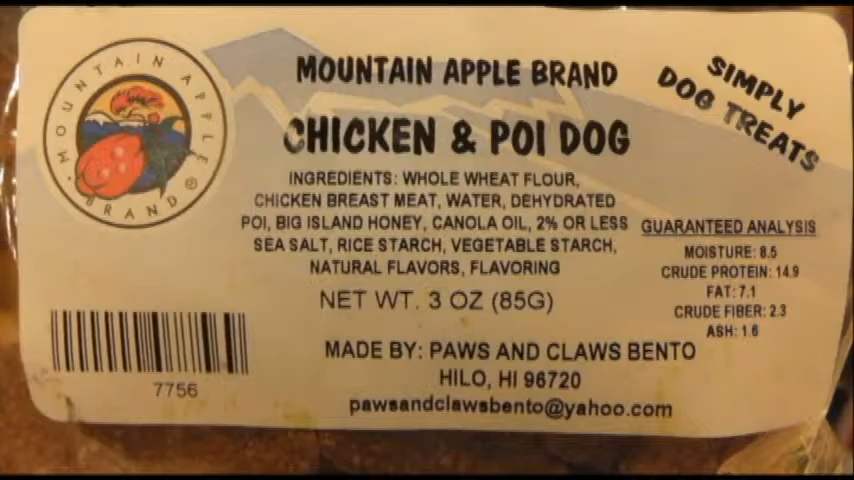 MOUNTAIN APPLE BRAND ®
MOUNTAIN APPLE BRAND
SIMPLY
DOG TREATS
CHICKEN & POI DOG
INGREDIENTS: WHOLE WHEAT FLOUR,
CHICKEN BREAST MEAT, WATER, DEHYDRATED
POI, BIG ISLAND HONEY, CANOLA OIL, 2% OR LESS
SEA SALT, RICE STARCH, VEGETABLE STARCH,
NATURAL FLAVORS, FLAVORING
NET WT. 3 OZ (85G)
GUARANTEED ANALYSIS
MOISTURE: 8.5
CRUDE PROTEIN: 14.9
FAT: 7.1
CRUDE FIBER: 2.3
ASH: 1.6
MADE BY: PAWS AND CLAWS BENTO
HILO, HI 96720
pawsandclawsbento@yahoo.com
7756